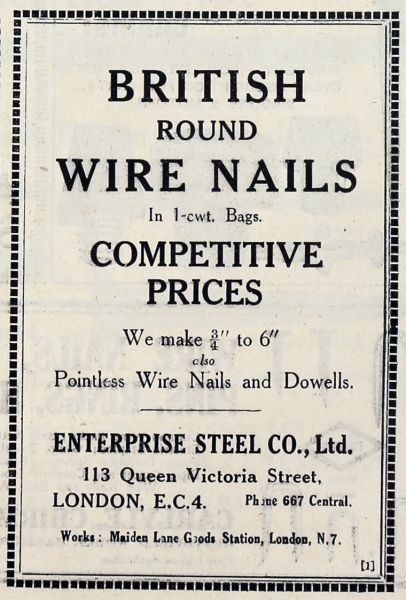 BRITISH
ROUND
WIRE NAILS
In 1-cwt. Bags.
COMPETITIVE
PRICES
We make ¾" to 6"
also
Pointless Wire Nails and Dowells.
ENTERPRISE STEEL CO., Ltd.
113 Queen Victoria Street,
LONDON, E.C.4. Phone 667 Central.
Works: Maiden Lane Goods Station, London, N.7.
[1]